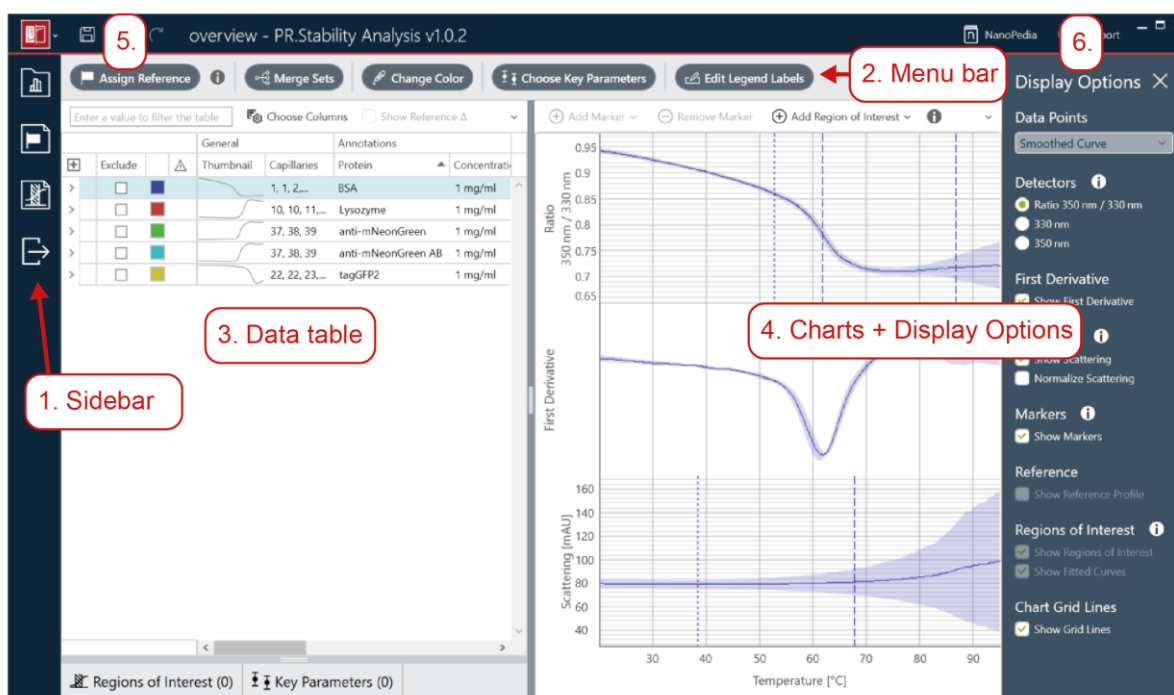 overview - PR.Stability Analysis v1.0.2
NanoPedia
5.
6.
Assign Reference
Merge Sets
Change Color
Choose Key Parameters
Edit Legend Labels
2. Menu bar
Enter a value to filter the table
Choose Columns
Show Reference Δ
General
Annotations
Exclude
Thumbnail
Capillaries
Protein
1, 1, 2,...
BSA
1 mg/ml
10, 10, 11,...
Lysozyme
1 mg/ml
37, 38, 39
anti-mNeonGreen
1 mg/ml
37, 38, 39
anti-mNeonGreen AB
1 mg/ml
22, 22, 23,...
tagGFP2
1 mg/ml
3. Data table
1. Sidebar
Regions of Interest (0)
Key Parameters (0)
Add Marker
Remove Marker
Add Region of Interest
Ratio
350 nm / 330 nm
0.95
0.9
0.85
0.8
0.75
0.7
0.65
4. Charts + Display Options
First Derivative
Scattering [mAU]
160
140
120
100
80
60
40
30
40
50
60
70
80
90
Temperature [°C]
Display Options
Data Points
Smoothed Curve
Detectors
Ratio 350 nm / 330 nm
330 nm
350 nm
First Derivative
Show First Derivative
Show Scattering
Normalize Scattering
Markers
Show Markers
Reference
Show Reference Profile
Regions of Interest
Show Regions of Interest
Show Fitted Curves
Chart Grid Lines
Show Grid Lines